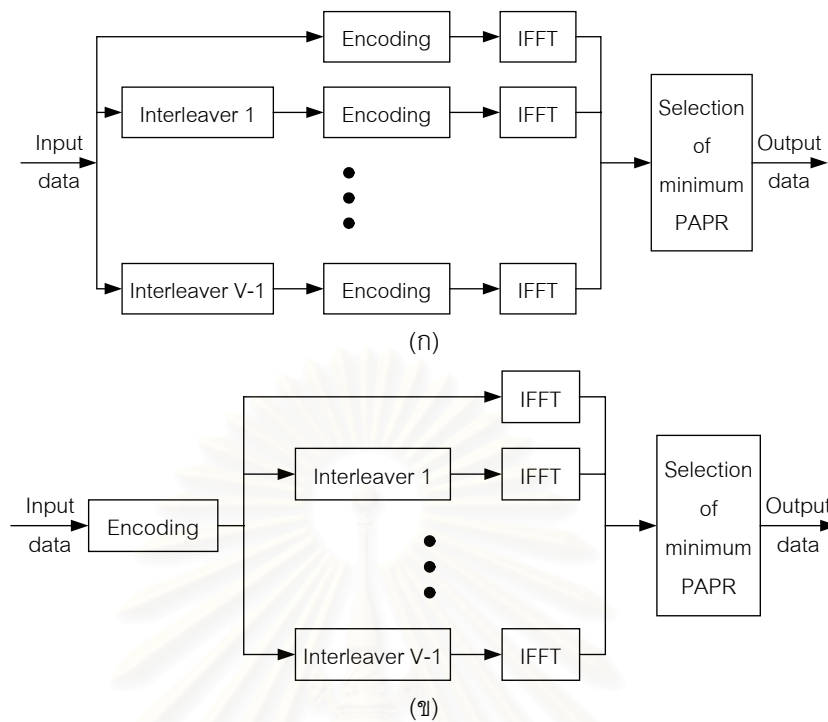 Encoding IFFT
Interleaver 1 Encoding IFFT
Input
data
Selection
of
minimum
PAPR
Output
data
Interleaver V-1 Encoding IFFT
(ก)
IFFT
Interleaver 1 IFFT
Input
data
Encoding
Selection
of
minimum
PAPR
Output
data
Interleaver V-1 IFFT
(ข)